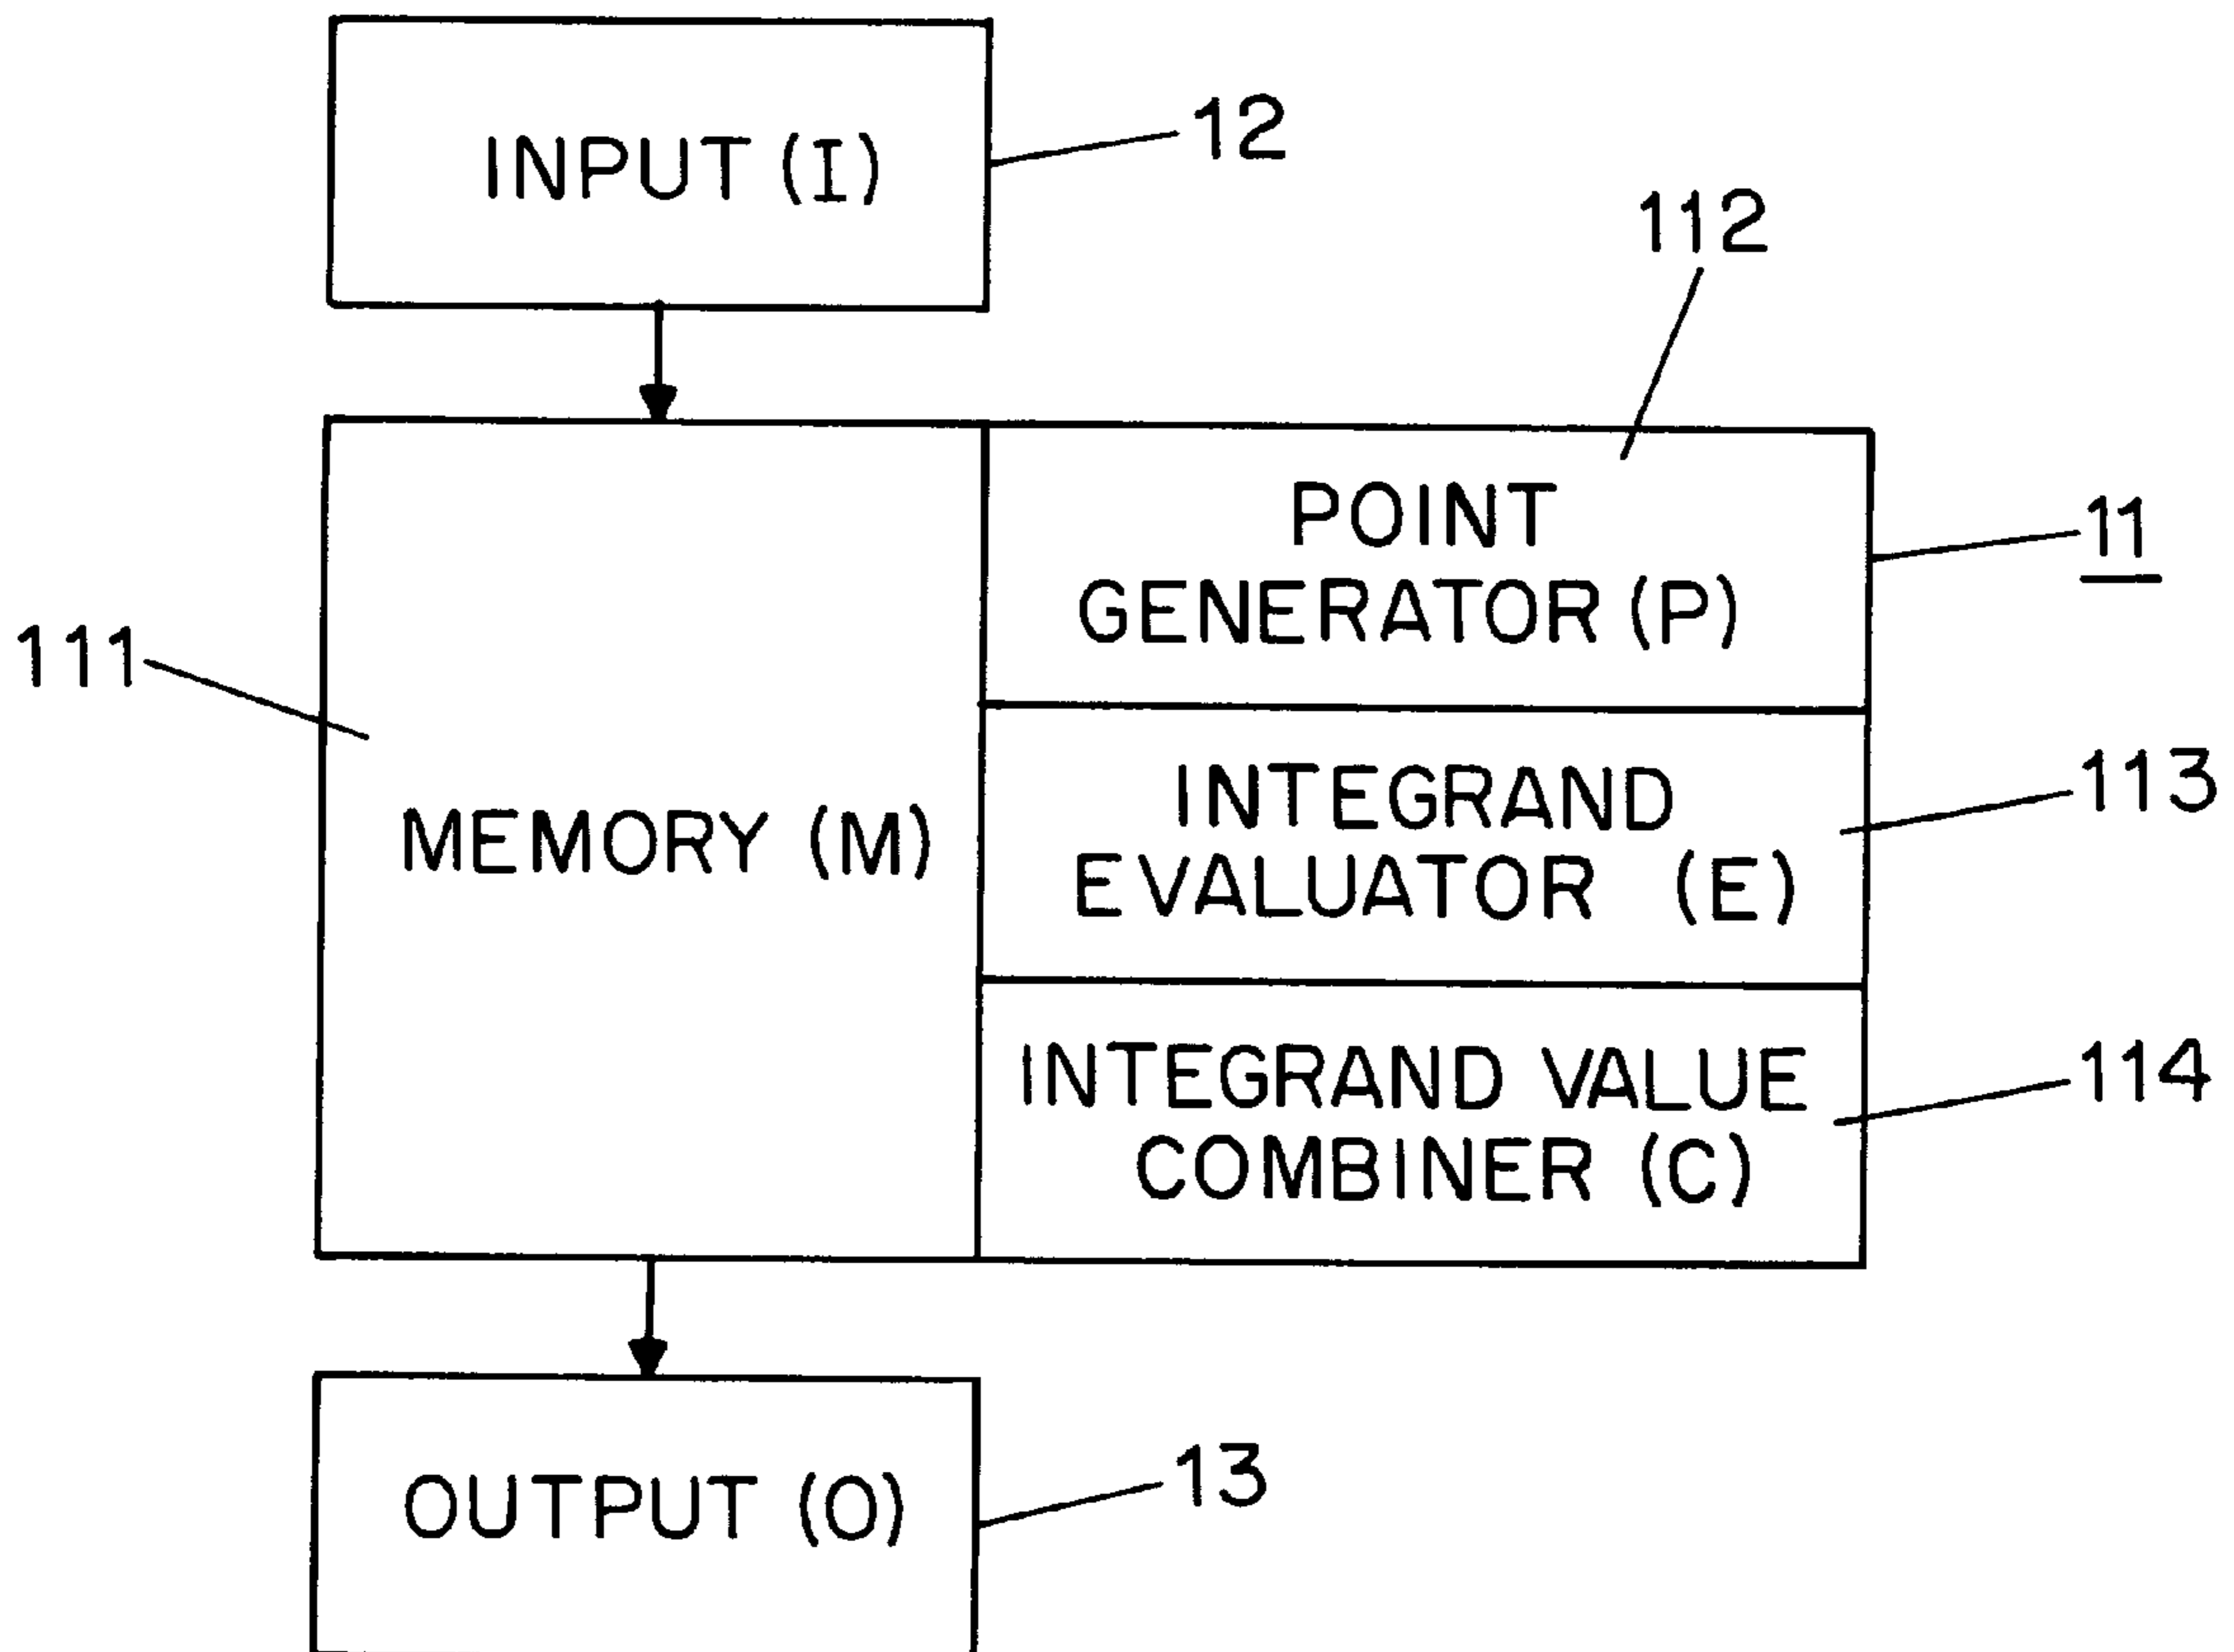 INPUT (I)
12
112
POINT
GENERATOR (P)
11
111
MEMORY (M)
INTEGRAND
EVALUATOR (E)
113
INTEGRAND VALUE
COMBINER (C)
114
OUTPUT (O)
13